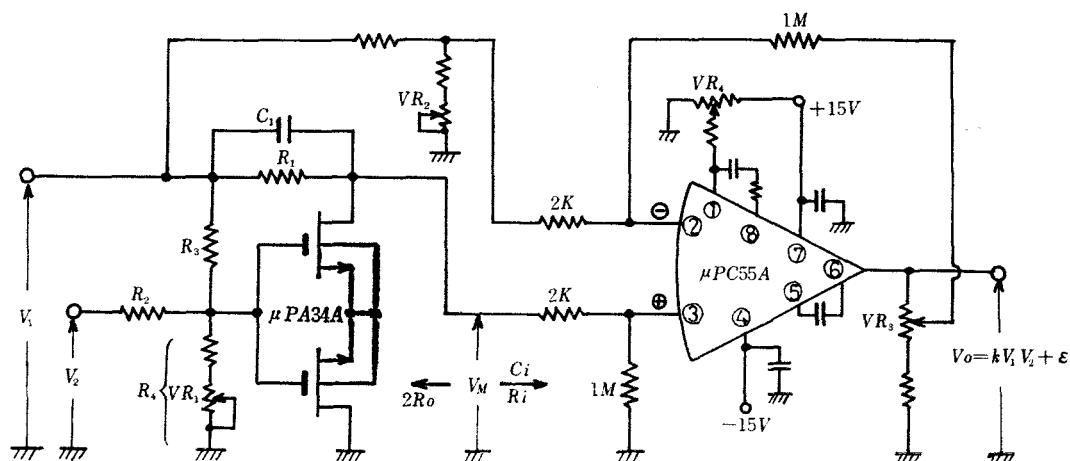 1M
VR₄
+15V
VR₂
C₁
R₁
2K
⊖
②
①
⑧
⑦
μPC55A
⑥
⑤
④
③
⊕
R₃
R₂
μPA34A
2K
V₁
V₂
R₄
VR₁
2Ro
V_M
Ci
Ri
1M
−15V
VR₃
Vo=kV₁V₂+ε